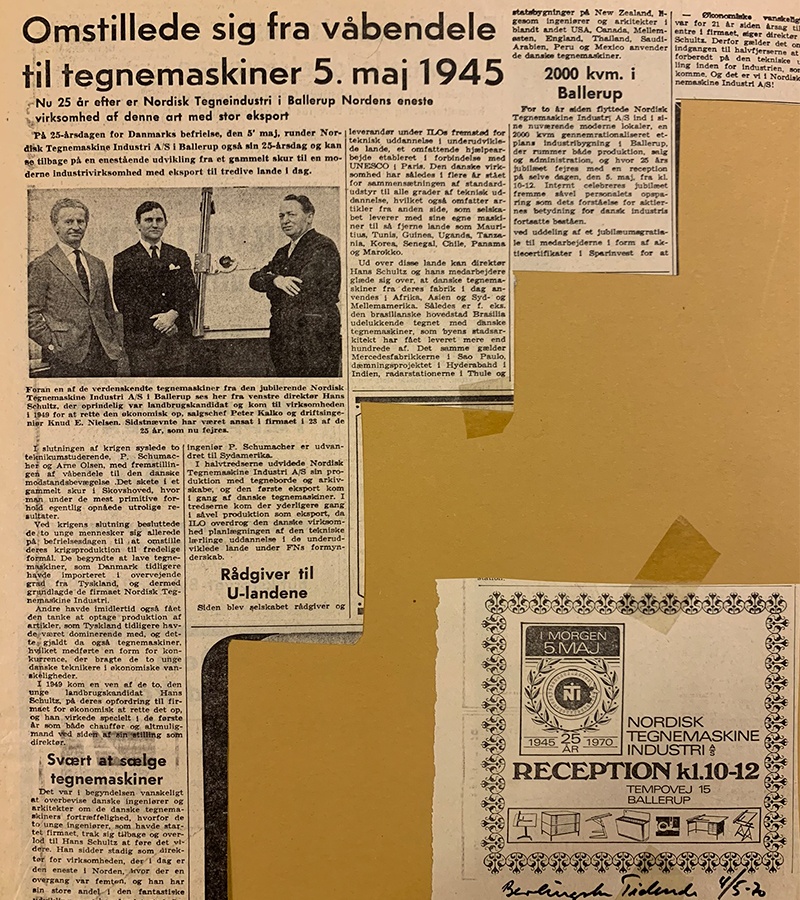 Omstillede sig fra våbendele
til tegnemaskiner 5. maj 1945
Nu 25 år efter er Nordisk Tegneindustri i Ballerup Nordens eneste
virksomhed af denne art med stor eksport
På 25-årsdagen for Danmarks befrielse, den 5' maj, runder Nor-
disk Tegnemaskine Industri A/S i Ballerup også sin 25-årsdag og kan
se tilbage på en enestående udvikling fra et gammelt skur til en mo-
derne industrivirksomhed med eksport til tredive lande i dag.
Foran en af de verdenskendte tegnemaskiner fra den jubilerende Nordisk
Tegnemaskine Industri A/S i Ballerup ses her fra venstre direktør Hans
Schultz, der oprindelig var landbrugskandidat og kom til virksomheden
i 1949 for at rette den økonomisk op, salgschef Peter Kalko og driftsinge-
niør Knud E. Nielsen. Sidstnævnte har været ansat i firmaet i 23 af de
25 år, som nu fejres.
I slutningen af krigen syslede to
teknikumstuderende, P. Schumac-
her og Arne Olsen, med fremstillin-
gen af våbendele til den danske
modstandsbevægelse .Det skete i et
gammelt skur i Skovshoved, hvor
man under de mest primitive for-
hold egentlig opnåede utrolige re-
sultater.
Ved krigens slutning besluttede
de to unge mennesker sig allerede
på befrielsesdagen til at omstille
deres krigsproduktion til fredelige
formål. De begyndte at lave tegne-
maskiner, som Danmark tidligere
havde importeret i overvejende
grad fra Tyskland, og dermed
grundlagde de firmaet Nordisk Teg-
nemaskine Industri.
Andre havde imidlertid også fået
den tanke at optage produktion af
artikler, som Tyskland tidligere hav-
de været dominerende med, og det-
te gjaldt da også tegnemaskiner,
hvilket medførte en form for kon-
kurrence, der bragte de to unge
danske teknikere i økonomiske van-
skeligheder.
I 1949 kom en ven af de to, den
unge landbrugskandidat Hans
Schultz, på deres opfordring til fir-
maet for økonomisk at rette det op,
og han virkede specielt i de første
år som både chauffør og altmulig-
mand ved siden af sin stilling som
direktør.
Svært at sælge
tegnemaskiner
Det var i begyndelsen vanskeligt
at overbevise danske ingeniører og
arkitekter om de danske tegnema-
skiners fortræffelighed, hvorfor de
to unge ingeniører, som havde star-
tet firmaet, trak sig tilbage og over-
lod til Hans Schultz at føre det vi-
dere. Han sidder stadig som direk-
tør for virksomheden, der i dag er
den eneste i Norden, hvor der en
overgang var femten, og han har
sin store andel i den fantastiske
ingeniør P. Schumacher er udvan-
dret til Sydamerika.
I halvtredserne udvidede Nordisk
Tegnemaskine Industri A/S sin pro-
duktion med tegneborde og arkiv-
skabe, og den første eksport kom
i gang af danske tegnemaskiner. I
tredserne kom der yderligere gang
i såvel produktion som eksport, da
ILO overdrog den danske virksom-
hed planlægningen af den tekniske
lærlinge uddannelse i de underud-
viklede lande under FNs formyn-
derskab.
Rådgiver til
U-landene
Siden blev selskabet rådgiver og
leverandør under ILOs fremstød for
teknisk uddannelse i underudvikle-
de lande, et omfattende hjælpear-
bejde etableret i forbindelse med
UNESCO i Paris. Den danske virk-
somhed har således i flere år stået
for sammensætningen af standard-
udstyr til alle grader af teknisk ud-
dannelse, hvilket også omfatter ar-
tikler fra anden side, som selska-
bet leverer med sine egne maski-
ner til så fjerne lande som Mauri-
tius, Tunis, Guinea, Uganda, Tanza-
nia, Korea, Senegal, Chile, Panama
og Marokko.
Ud over disse lande kan direktør
Hans Schultz og hans medarbejdere
glæde sig over, at danske tegnema-
skiner fra deres fabrik i dag an-
vendes i Afrika, Asien og Syd- og
Mellemamerika. Således er f. eks.
den brasilianske hovedstad Brasilia
udelukkende tegnet med danske
tegnemaskiner, som byens stadsar-
kitekt har fået leveret mere end
hundrede af. Det samme gælder
Mercedesfabrikkerne i Sao Paulo,
dæmningsprojektet i Hyderabahd i
Indien, radarstationerne i Thule og
statsbygninger på New Zealand, li-
gesom ingeniører og arkitekter i
blandt andet USA, Canada, Mellem-
østen, England, Thailand, Saudi-
Arabien, Peru og Mexico anvender
de danske tegnemaskiner.
2000 kvm. i
Ballerup
For to år siden flyttede Nordisk
Tegnemaskine Industri A/S ind i si-
ne nuværende moderne lokaler, en
2000 kvm gennemrationaliseret et-
plans industribygning i Ballerup,
der rummer både produktion, salg
og administration, og hvor 25 års
jubilæet fejres med en reception
på selve dagen, den 5. maj, fra kl.
10-12. Internt celebreres jubilæet
fremme såvel personalets opspa-
ring som dets forståelse for aktier-
nes betydning for dansk industris
fortsatte beståen.
ved uddeling af et jubilæumsgratia-
le til medarbejderne i form af ak-
tiecertifikater i Sparinvest for at
— Økonomiske vanskelig
var for 21 år siden årsag til
entre i firmaet, siger direktør
Schultz. Derfor gælder det om
indgangen til halvfjerserne at
forberedt på den tekniske u
ling inden for industrien, som
komme. Og det er vi i Nordisk
nemaskine Industri A/S!
I MORGEN
5. MAJ
NTI
1945 25 ÅR 1970
NORDISK
TEGNEMASKINE
INDUSTRI A/S
RECEPTION kl.10-12
TEMPOVEJ 15
BALLERUP
Berlingske Tidende 4/5-70